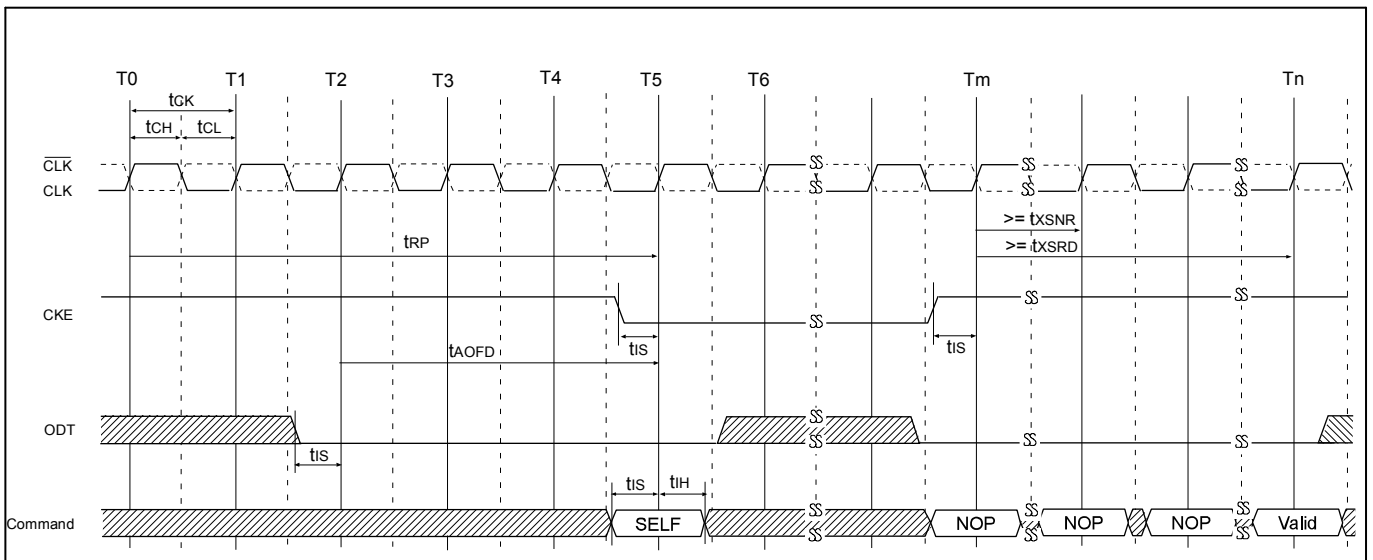 T0 T1 T2 T3 T4 T5 T6 Tm Tn
tCK
tCH tCL
CLK
CLK
>= tXSNR
tRP
>= tXSRD
CKE
tIS
tIS
tAOFD
ODT
tIS
tIS tIH
Command SELF NOP NOP NOP Valid